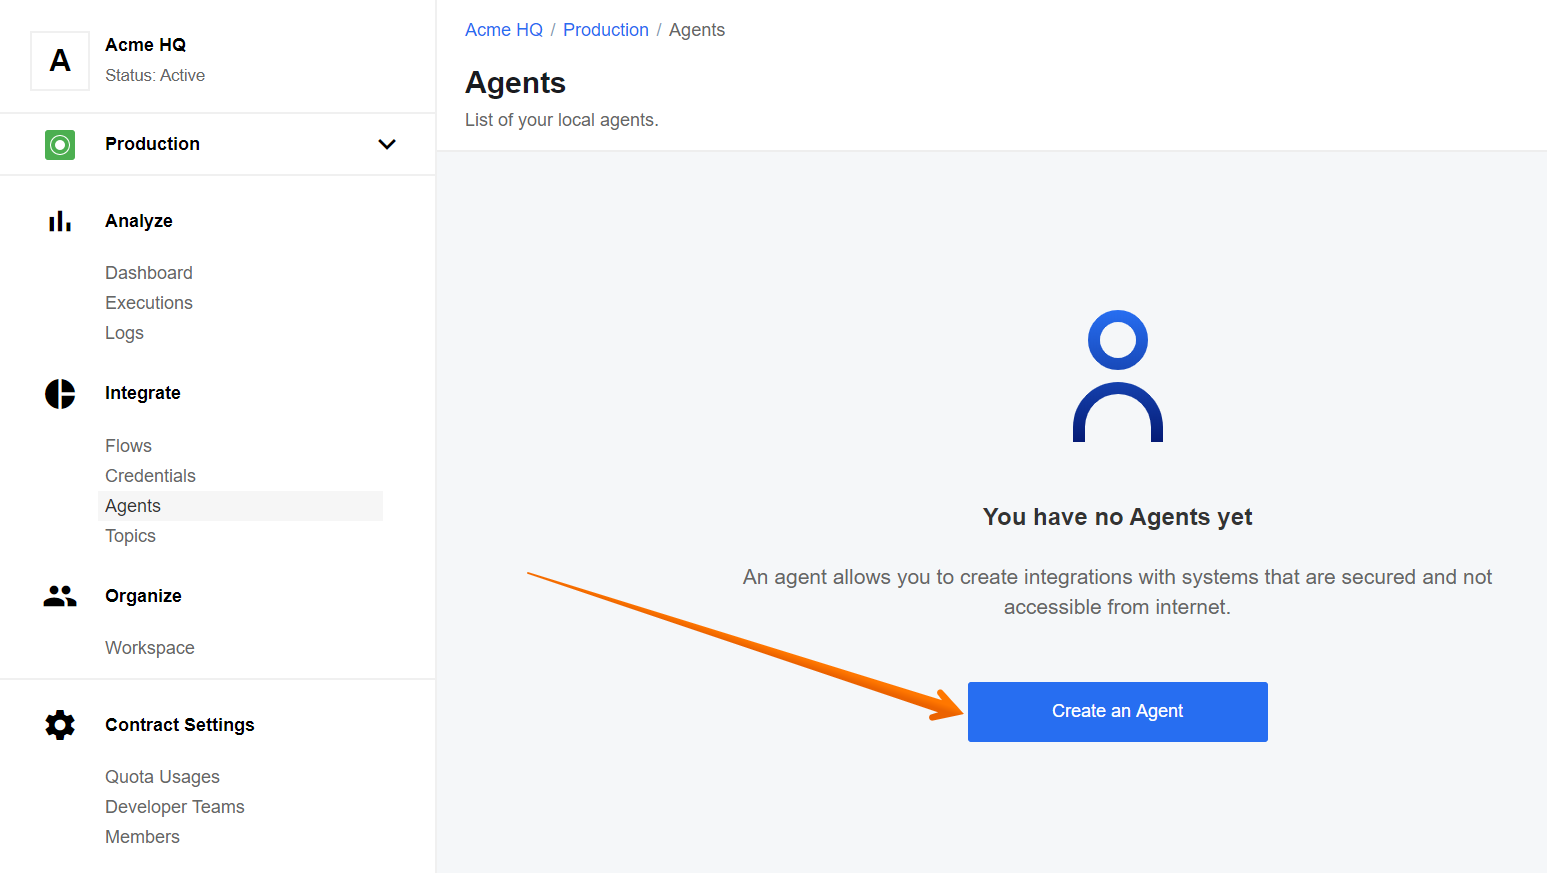 A
Acme HQ
Status: Active
Production
Analyze
Dashboard
Executions
Logs
Integrate
Flows
Credentials
Agents
Topics
Organize
Workspace
Contract Settings
Quota Usages
Developer Teams
Members
Acme HQ / Production / Agents
Agents
List of your local agents.
You have no Agents yet
An agent allows you to create integrations with systems that are secured and not
accessible from internet.
Create an Agent